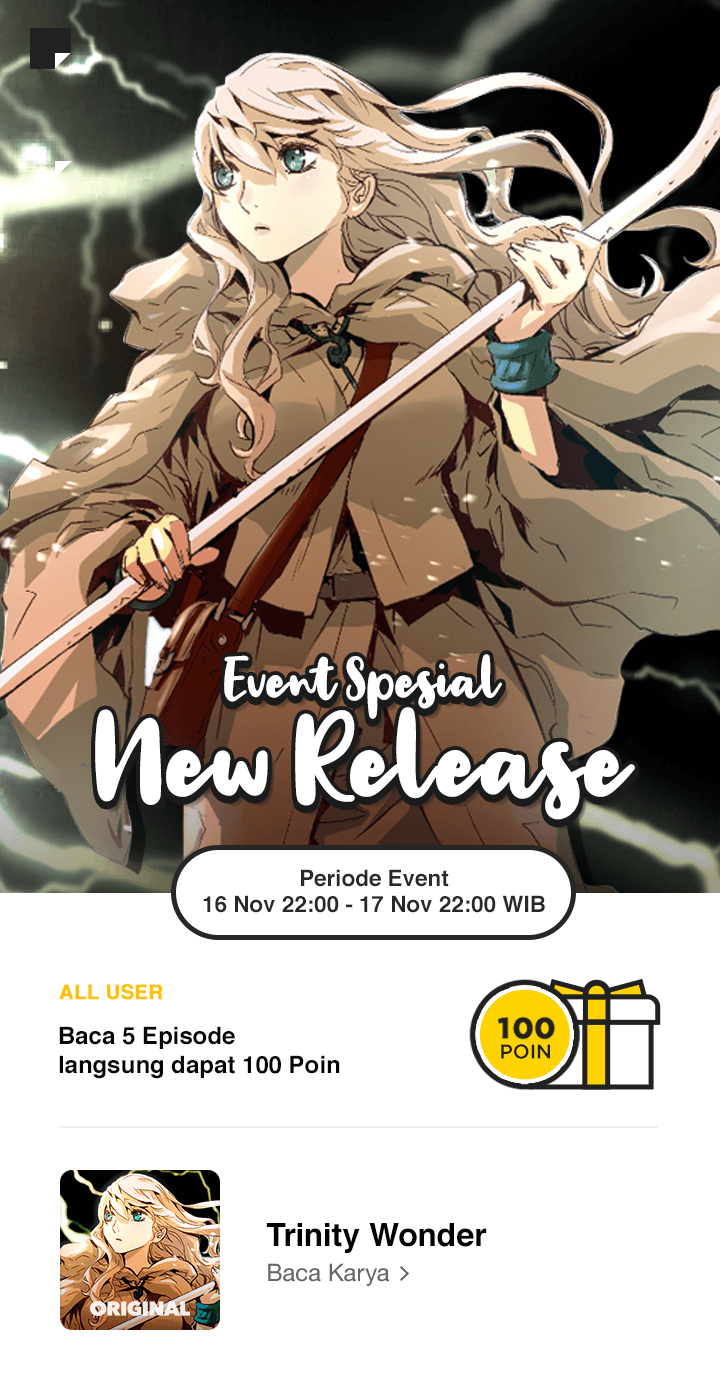 Event Spesial
New Release
Periode Event
16 Nov 22:00 - 17 Nov 22:00 WIB
ALL USER
Baca 5 Episode
langsung dapat 100 Poin
100
POIN
ORIGINAL
Trinity Wonder
Baca Karya >